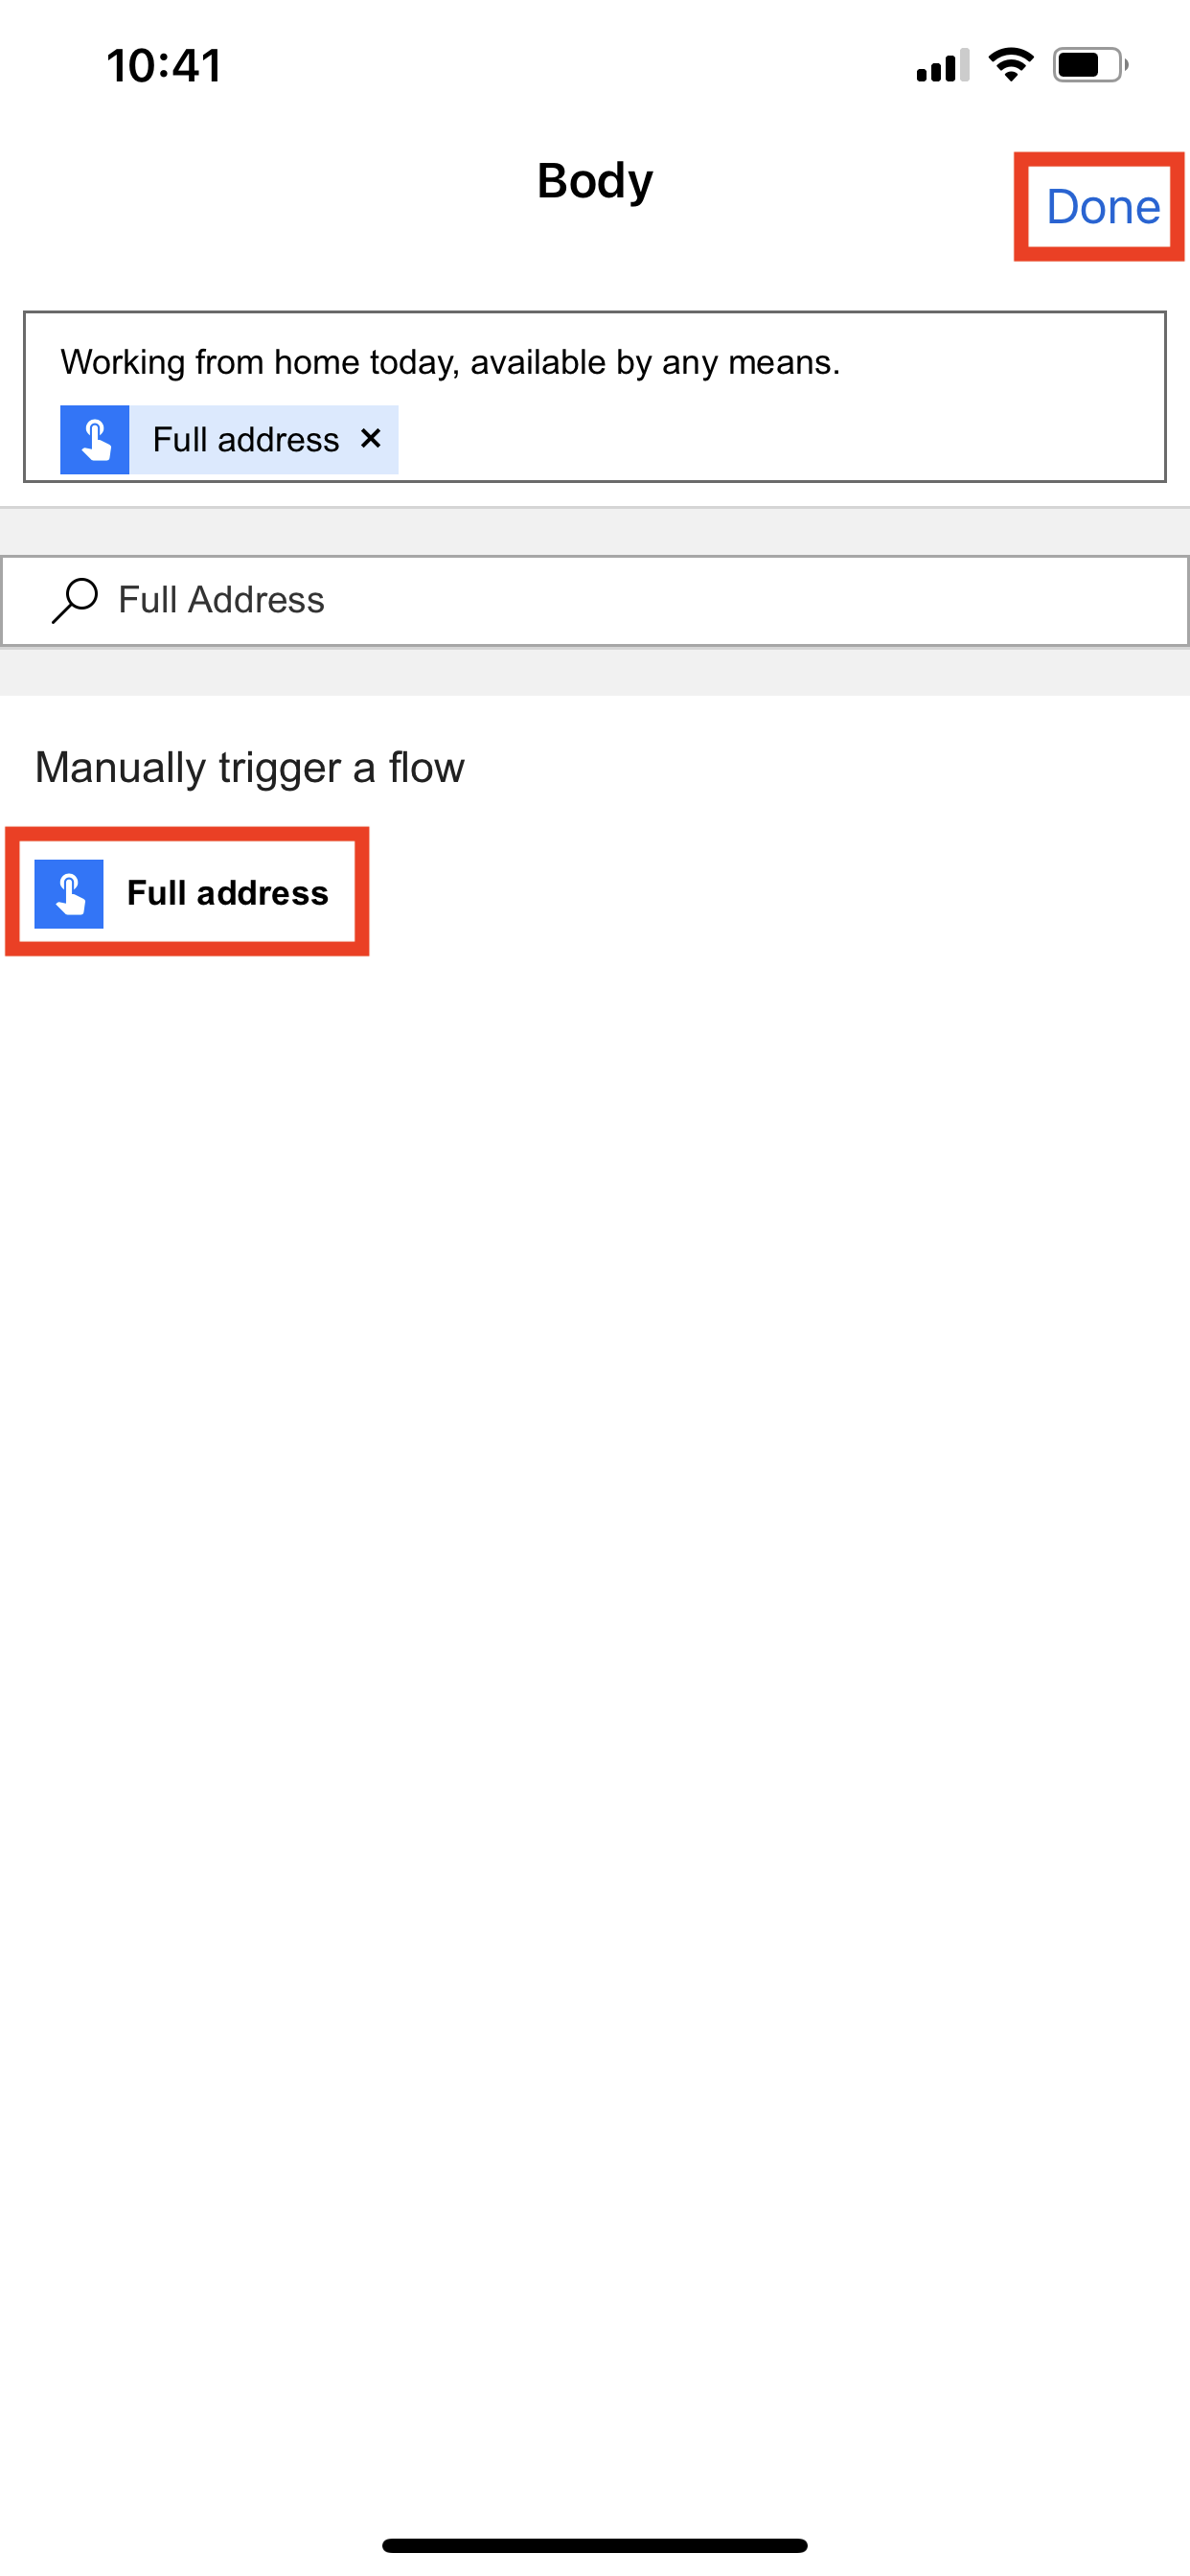 10:41
Body
Done
Working from home today, available by any means.
Full address ×
Full Address
Manually trigger a flow
Full address